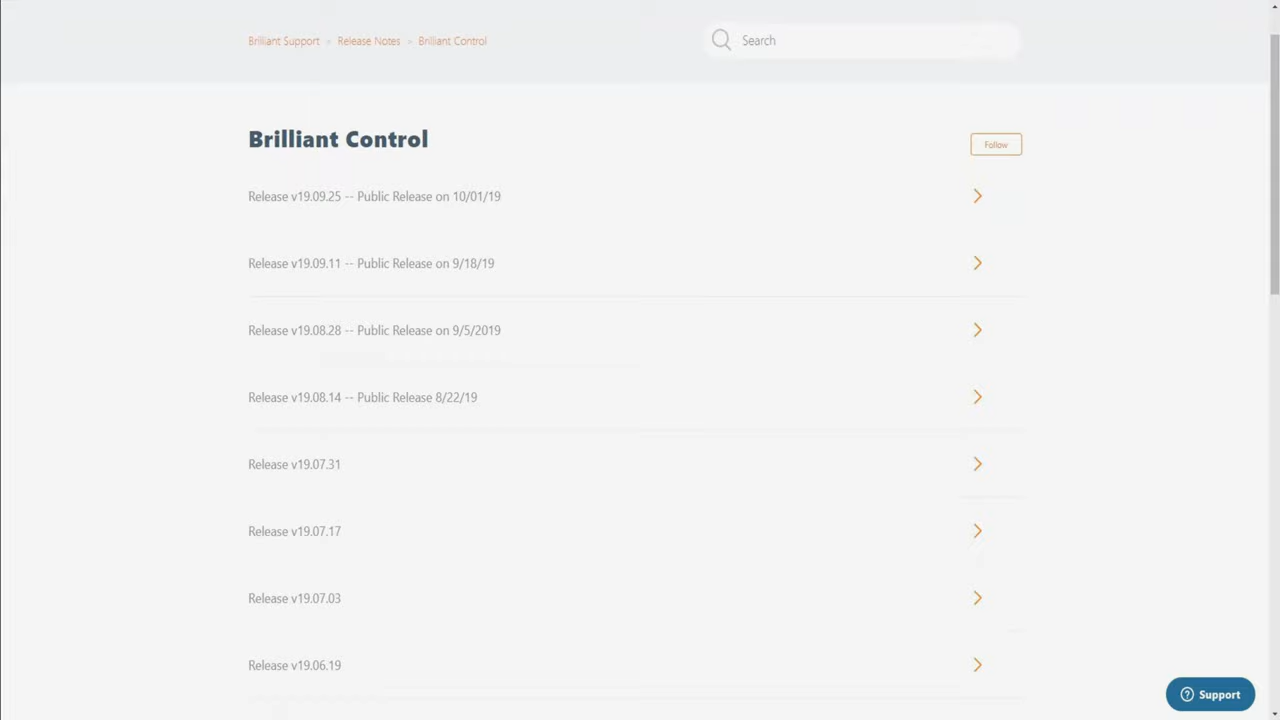 Brilliant Support > Release Notes > Brilliant Control
Search
Brilliant Control
Follow
Release v19.09.25 -- Public Release on 10/01/19
Release v19.09.11 -- Public Release on 9/18/19
Release v19.08.28 -- Public Release on 9/5/2019
Release v19.08.14 -- Public Release 8/22/19
Release v19.07.31
Release v19.07.17
Release v19.07.03
Release v19.06.19
Support